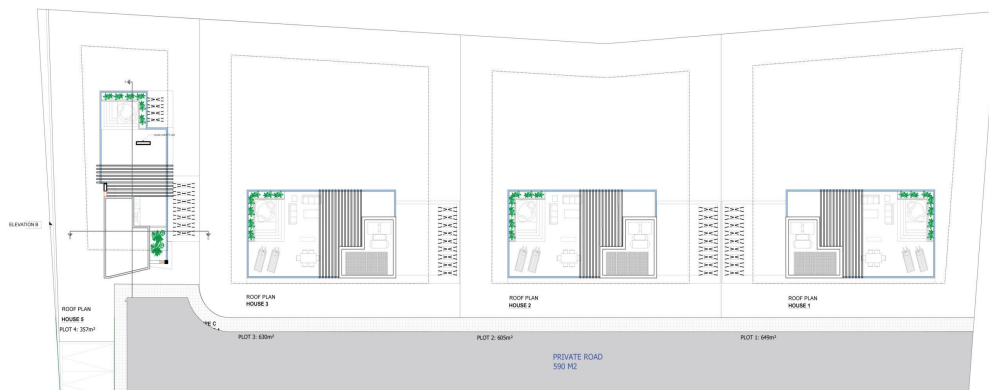 ELEVATION B
ROOF PLAN
HOUSE 5
PLOT 4: 357m²
ROOF PLAN
HOUSE 3
PLOT 3: 630m²
ROOF PLAN
HOUSE 2
PLOT 2: 605m²
ROOF PLAN
HOUSE 1
PLOT 1: 649m²
PRIVATE ROAD
590 M2